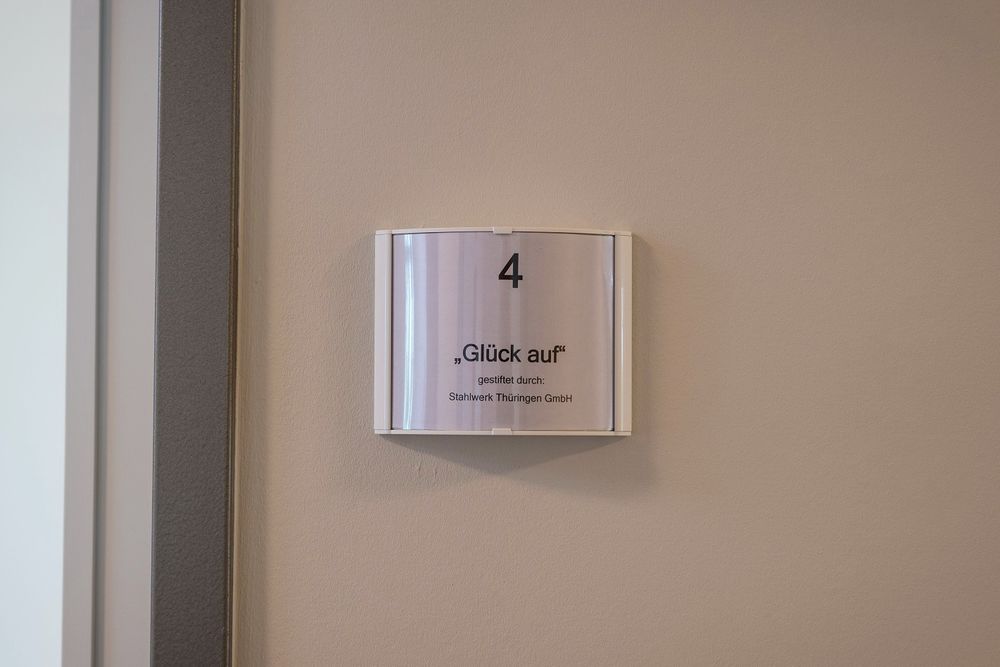 4
„Glück auf“
gestiftet durch:
Stahlwerk Thüringen GmbH